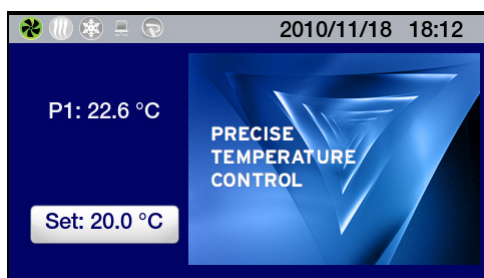 2010/11/18 18:12
P1: 22.6 °C
PRECISE
TEMPERATURE
CONTROL
Set: 20.0 °C